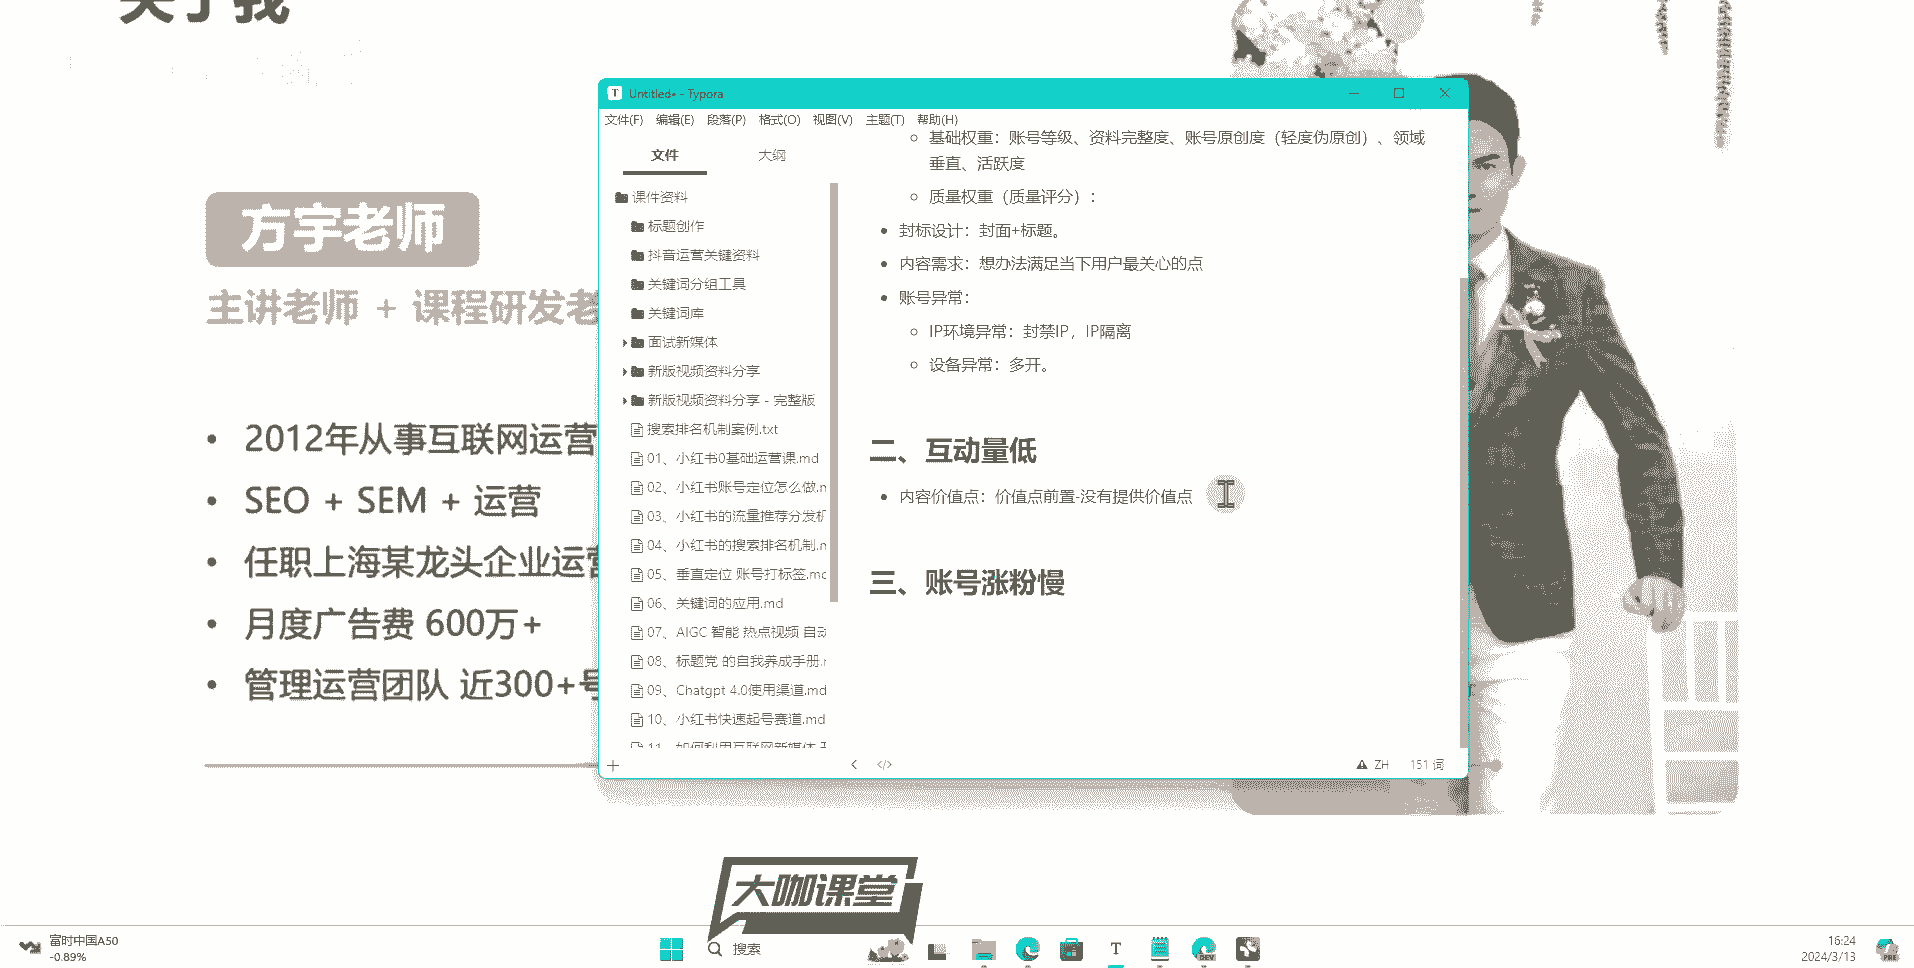 关于我
方宇老师
主讲老师 + 课程研发老
2012年从事互联网运营
SEO + SEM + 运营
任职上海某龙头企业运营
月度广告费 600万+
管理运营团队 近300+号
T Untitled• - Typora
文件(F) 编辑(E) 段落(P) 格式(O) 视图(V) 主题(T) 帮助(H)
文件 大纲
课件资料
标题创作
抖音运营关键资料
关键词分组工具
关键词库
面试新媒体
新版视频资料分享
新版视频资料分享 - 完整版
搜索排名机制案例.txt
01、小红书0基础运营课.md
02、小红书账号定位怎么做.m
03、小红书的流量推荐分发机
04、小红书的搜索排名机制.m
05、垂直定位 账号打标签.md
06、关键词的应用.md
07、AIGC 智能 热点视频 自动
08、标题党 的自我养成手册.m
09、Chatgpt 4.0使用渠道.md
10、小红书快速起号赛道.md
11、如何利用互联网新媒体
基础权重：账号等级、资料完整度、账号原创度（轻度伪原创）、领域
垂直、活跃度
质量权重（质量评分）：
封标设计：封面+标题。
内容需求：想办法满足当下用户最关心的点
账号异常：
IP环境异常：封禁IP，IP隔离
设备异常：多开。
二、互动量低
内容价值点：价值点前置-没有提供价值点
三、账号涨粉慢
ZH 151 词
大咖课堂
富时中国A50
-0.89%
搜索
T
DEV
16:24
2024/3/13
PRE